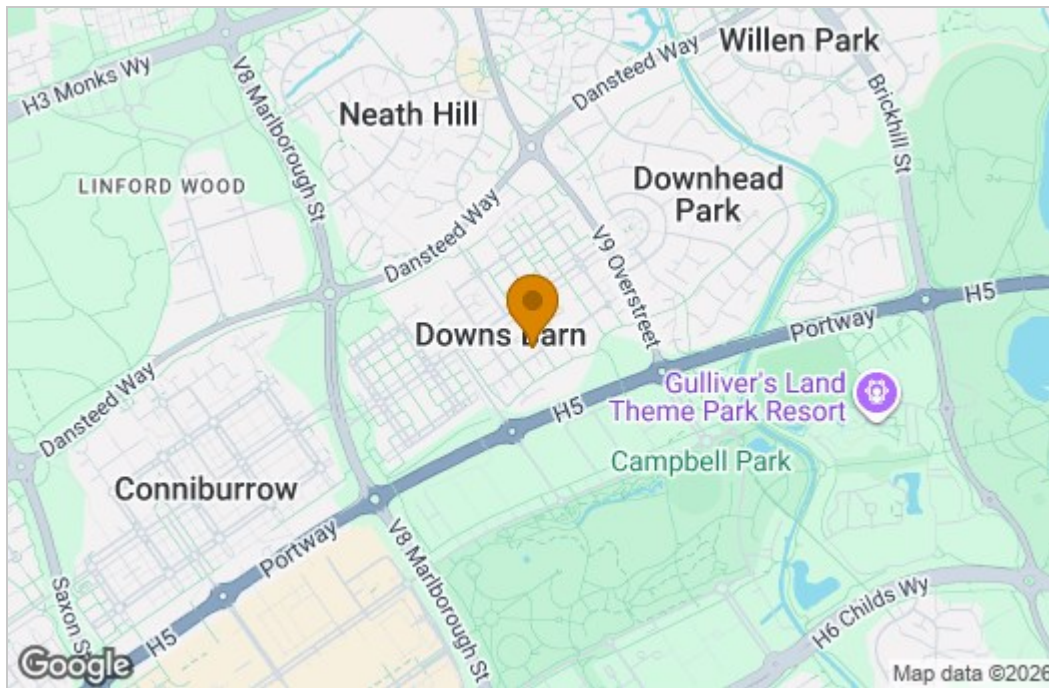 Willen Park
H3 Monks Wy
V8 Marlborough St
Neath Hill
Dansteed Way
Brickhill St
LINFORD WOOD
Downhead
Park
Dansteed Way
V9 Overstreet
H5
Portway
Downs Barn
Gulliver's Land
Theme Park Resort
H5
Dansteed Way
Campbell Park
Conniburrow
Portway
V8 Marlborough St
Saxon St
H5
H6 Childs Wy
Google
Map data ©2026